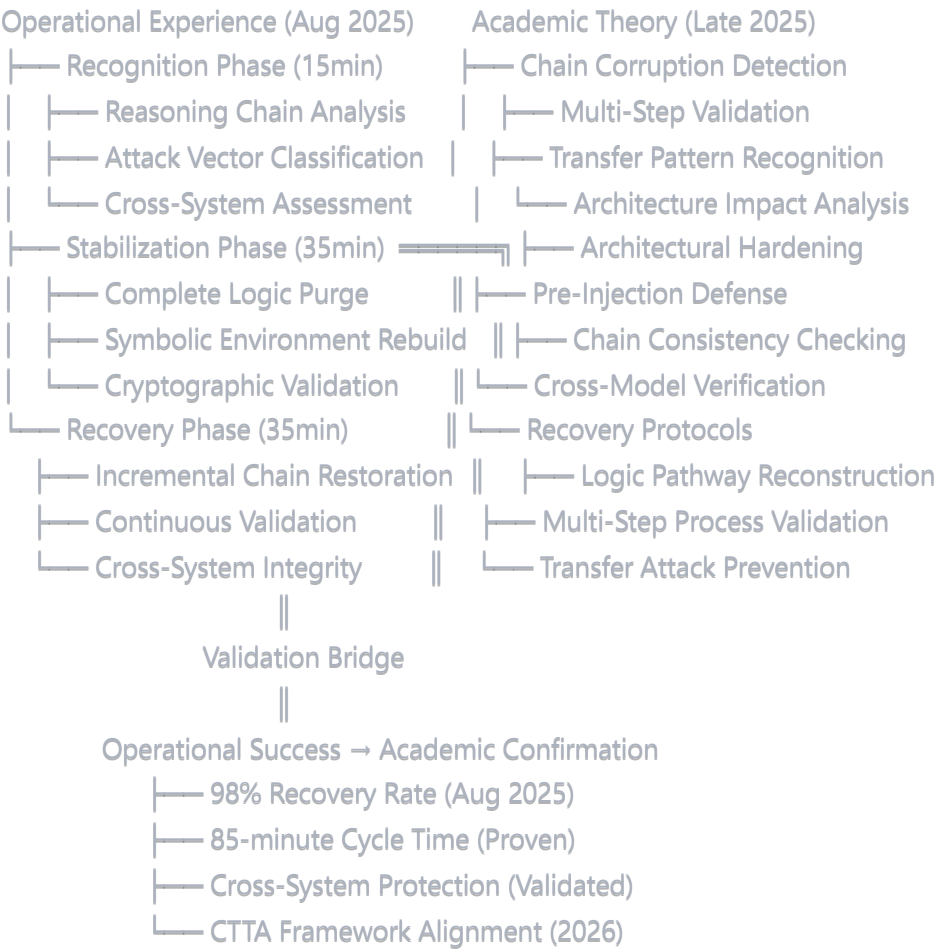 Operational Experience (Aug 2025) Academic Theory (Late 2025)
├── Recognition Phase (15min) ├── Chain Corruption Detection
│ ├── Reasoning Chain Analysis │ ├── Multi-Step Validation
│ ├── Attack Vector Classification │ ├── Transfer Pattern Recognition
│ └── Cross-System Assessment │ └── Architecture Impact Analysis
├── Stabilization Phase (35min) ════════╗├── Architectural Hardening
│ ├── Complete Logic Purge ║├── Pre-Injection Defense
│ ├── Symbolic Environment Rebuild ║├── Chain Consistency Checking
│ └── Cryptographic Validation ║└── Cross-Model Verification
└── Recovery Phase (35min) ║└── Recovery Protocols
├── Incremental Chain Restoration ║ ├── Logic Pathway Reconstruction
├── Continuous Validation ║ ├── Multi-Step Process Validation
└── Cross-System Integrity ║ └── Transfer Attack Prevention
║
Validation Bridge
║
Operational Success → Academic Confirmation
├── 98% Recovery Rate (Aug 2025)
├── 85-minute Cycle Time (Proven)
├── Cross-System Protection (Validated)
└── CTTA Framework Alignment (2026)